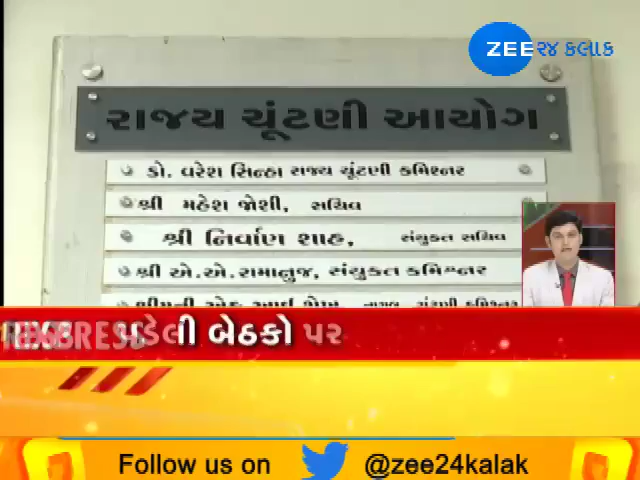 ZEE ૨૪ કલાક
રાજ્ય ચૂંટણી આયોગ
ડો. વરેશ સિન્હા રાજ્ય ચૂંટણી કમિશ્નર
શ્રી મહેશ જોશી, સચિવ
શ્રી નિર્વાણ શાહ, સંયુક્ત સચિવ
શ્રી એ.એ.રામાનુજ, સંયુક્ત કમિશ્નર
પડેલી બેઠકો પર
Follow us on @zee24kalak